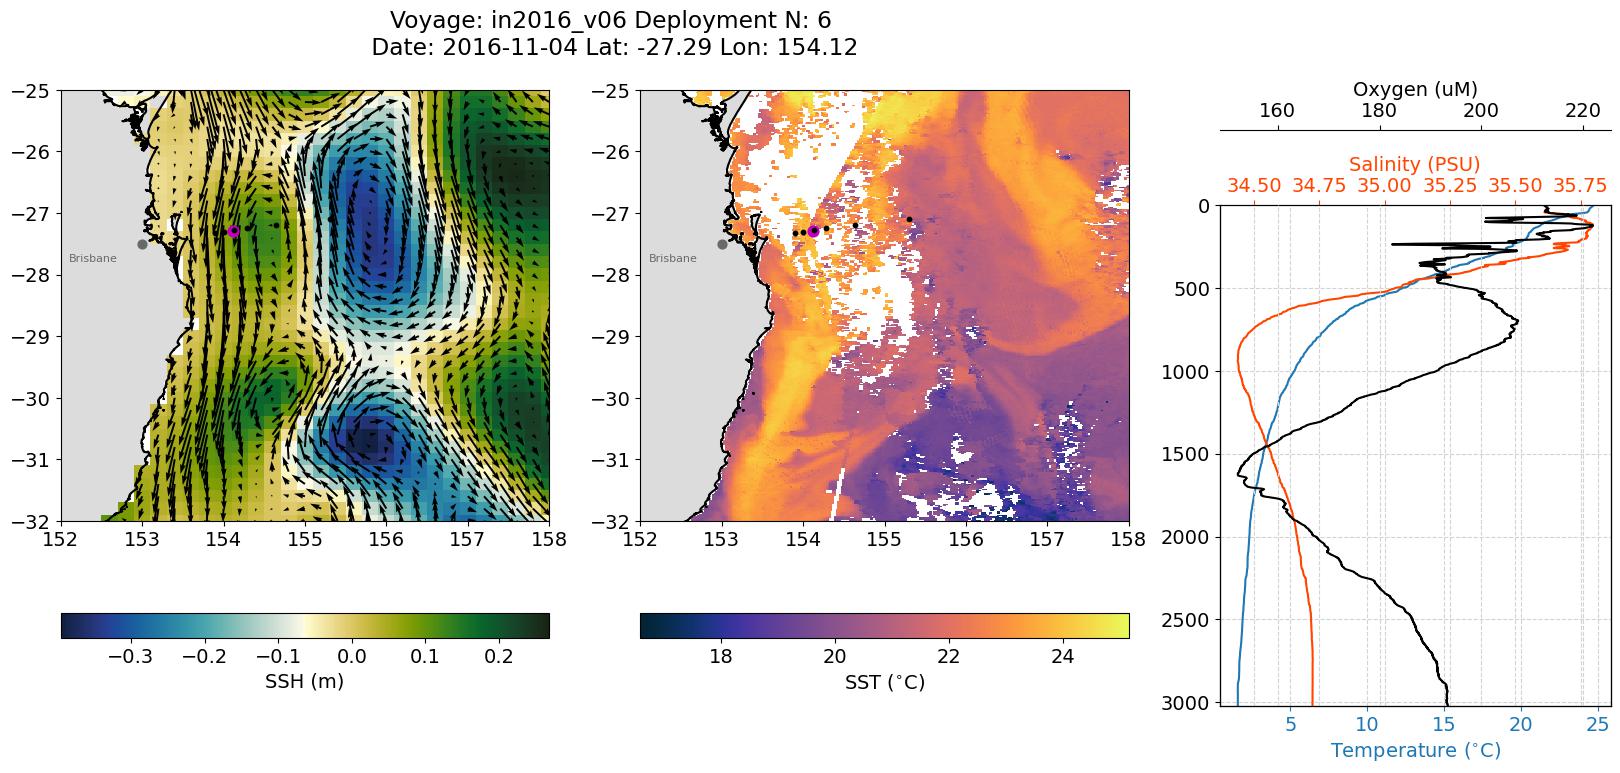 Voyage: in2016_v06 Deployment N: 6
Date: 2016-11-04 Lat: -27.29 Lon: 154.12
−25
−26
−27
−28
−29
−30
−31
−32
152 153 154 155 156 157 158
Brisbane
−0.3 −0.2 −0.1 0.0 0.1 0.2
SSH (m)
−25
−26
−27
−28
−29
−30
−31
−32
152 153 154 155 156 157 158
Brisbane
18 20 22 24
SST (°C)
Oxygen (uM)
160 180 200 220
Salinity (PSU)
34.50 34.75 35.00 35.25 35.50 35.75
0
500
1000
1500
2000
2500
3000
5 10 15 20 25
Temperature (°C)